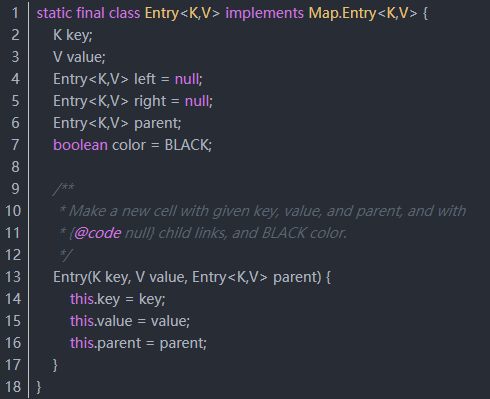 1 static final class Entry<K,V> implements Map.Entry<K,V> {
2 K key;
3 V value;
4 Entry<K,V> left = null;
5 Entry<K,V> right = null;
6 Entry<K,V> parent;
7 boolean color = BLACK;
8
9 /**
10 * Make a new cell with given key, value, and parent, and with
11 * {@code null} child links, and BLACK color.
12 */
13 Entry(K key, V value, Entry<K,V> parent) {
14 this.key = key;
15 this.value = value;
16 this.parent = parent;
17 }
18 }